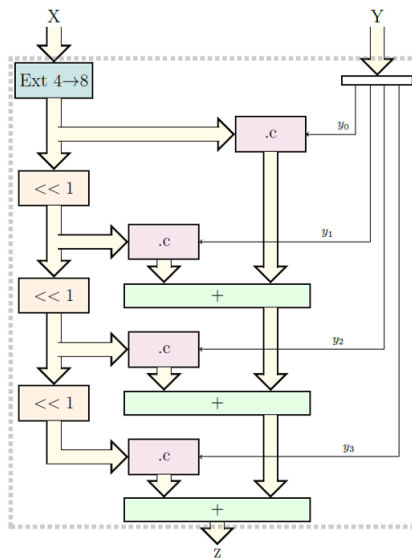 X Y
Ext 4→8
.c y₀
<< 1
.c y₁
<< 1
+
.c y₂
<< 1
+
.c y₃
+
z